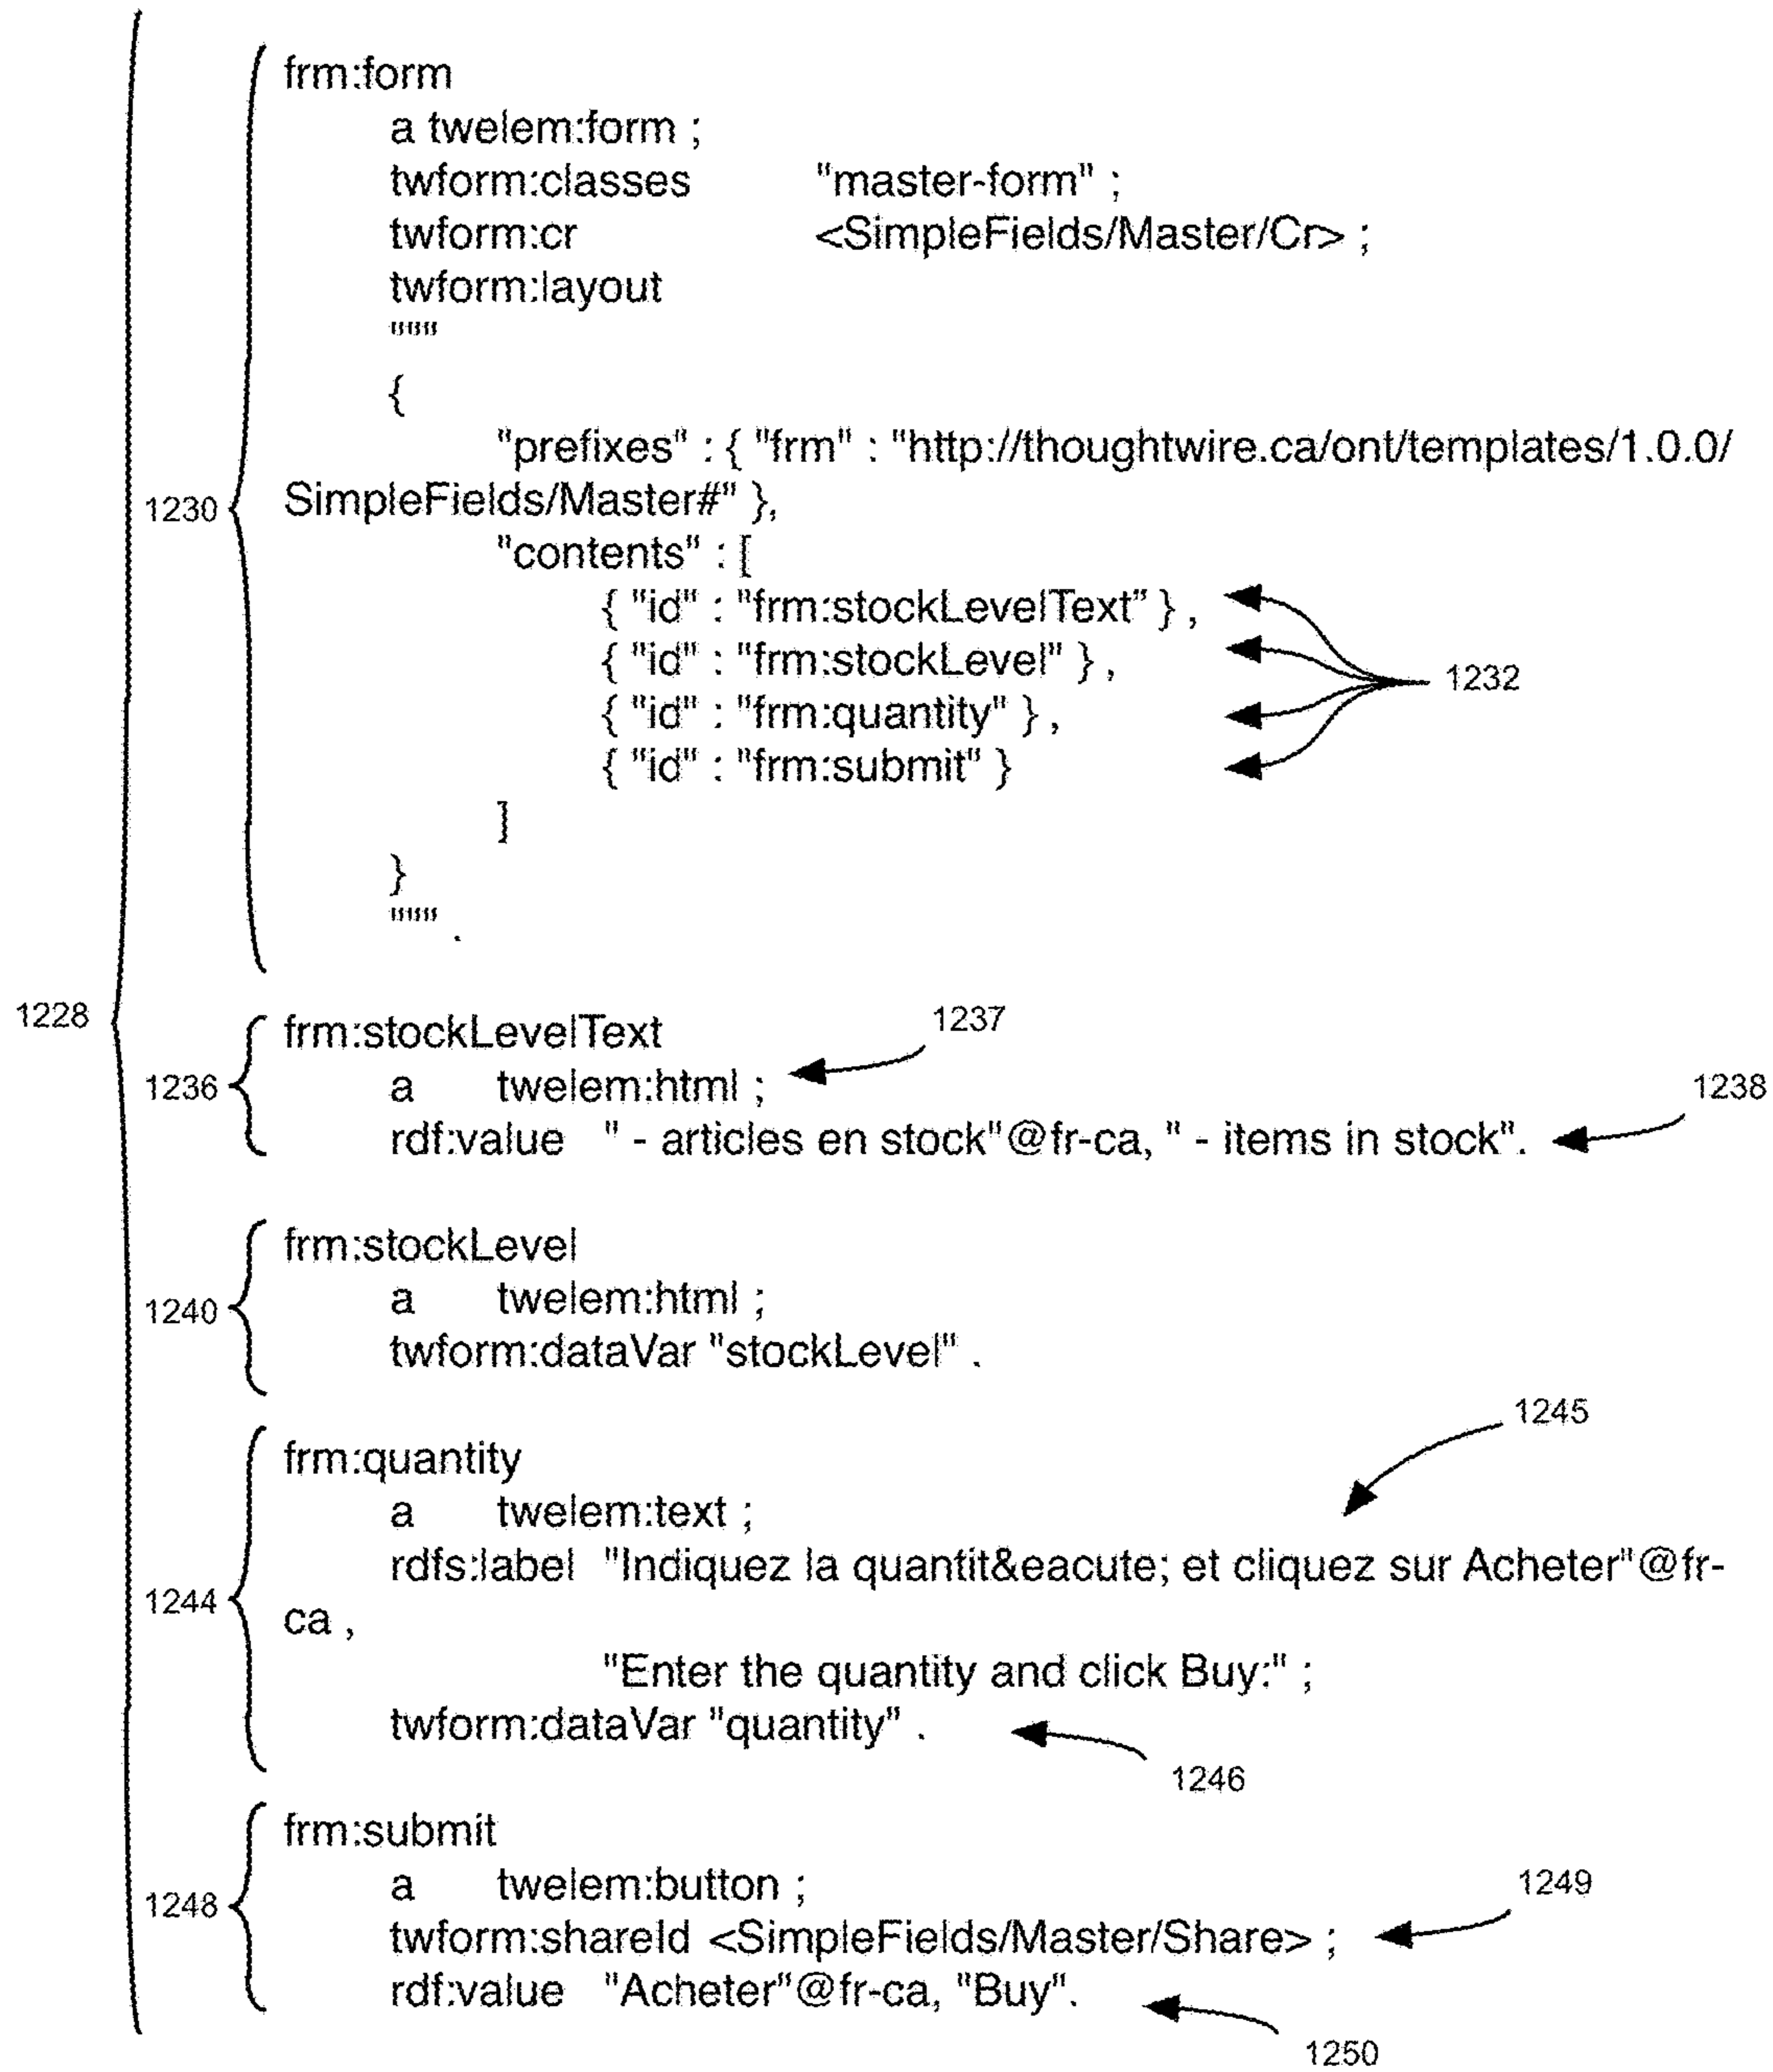 frm:form
a twelem:form ;
twform:classes "master-form" ;
twform:cr <SimpleFields/Master/Cr> ;
twform:layout
"""
{
"prefixes" : { "frm" : "http://thoughtwire.ca/ont/templates/1.0.0/
1230 SimpleFields/Master#" },
"contents" : [
{ "id" : "frm:stockLevelText" } ,
{ "id" : "frm:stockLevel" } ,
1232
{ "id" : "frm:quantity" } ,
{ "id" : "frm:submit" }
]
}
""" .
1228
frm:stockLevelText 1237
1236 a twelem:html ; 1238
rdf:value " - articles en stock"@fr-ca, " - items in stock".
frm:stockLevel
1240 a twelem:html ;
twform:dataVar "stockLevel" .
1245
frm:quantity
a twelem:text ;
rdfs:label "Indiquez la quantit&eacute; et cliquez sur Acheter"@fr-
1244 ca ,
"Enter the quantity and click Buy:" ;
twform:dataVar "quantity" .
1246
frm:submit
1248 a twelem:button ; 1249
twform:shareId <SimpleFields/Master/Share> ;
rdf:value "Acheter"@fr-ca, "Buy".
1250